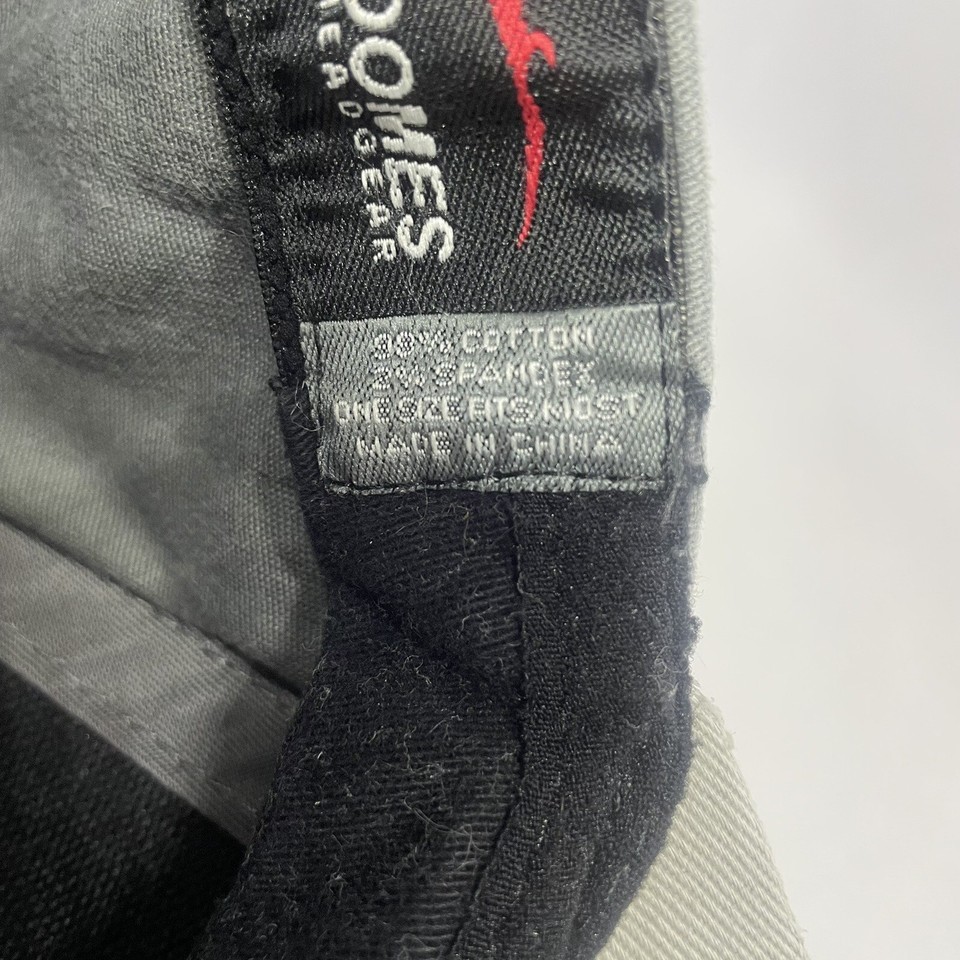 DOMES
HEADGEAR
98% COTTON
2% SPANDEX
ONE SIZE FITS MOST
MADE IN CHINA